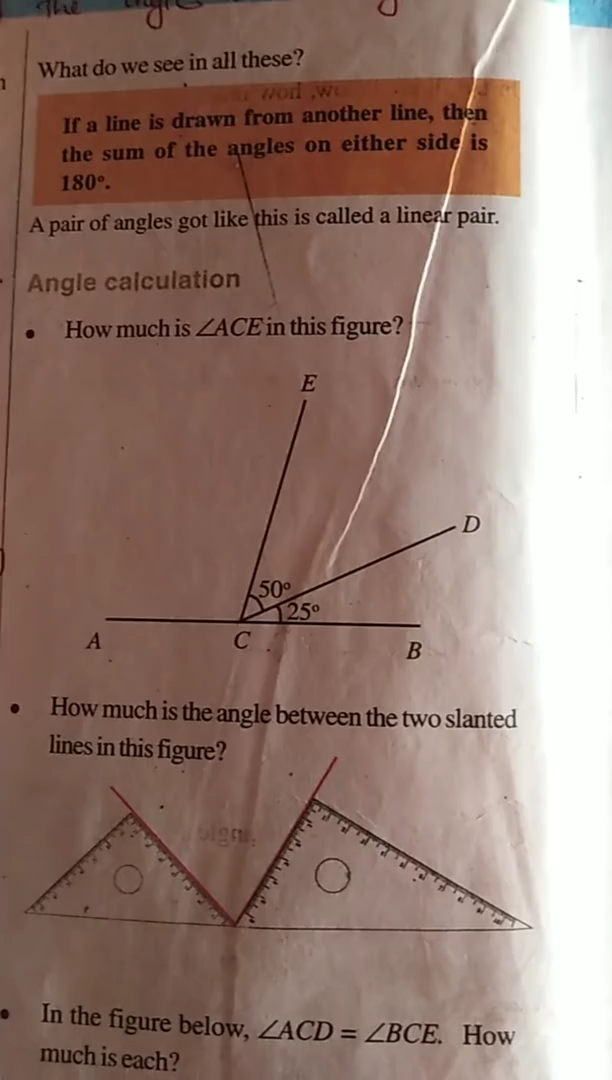 The
What do we see in all these?
If a line is drawn from another line, then
the sum of the angles on either side is
180°.
A pair of angles got like this is called a linear pair.
Angle calculation
• How much is ∠ACE in this figure?
E
D
50°
25°
A
C
B
• How much is the angle between the two slanted
lines in this figure?
• In the figure below, ∠ACD = ∠BCE. How
much is each?